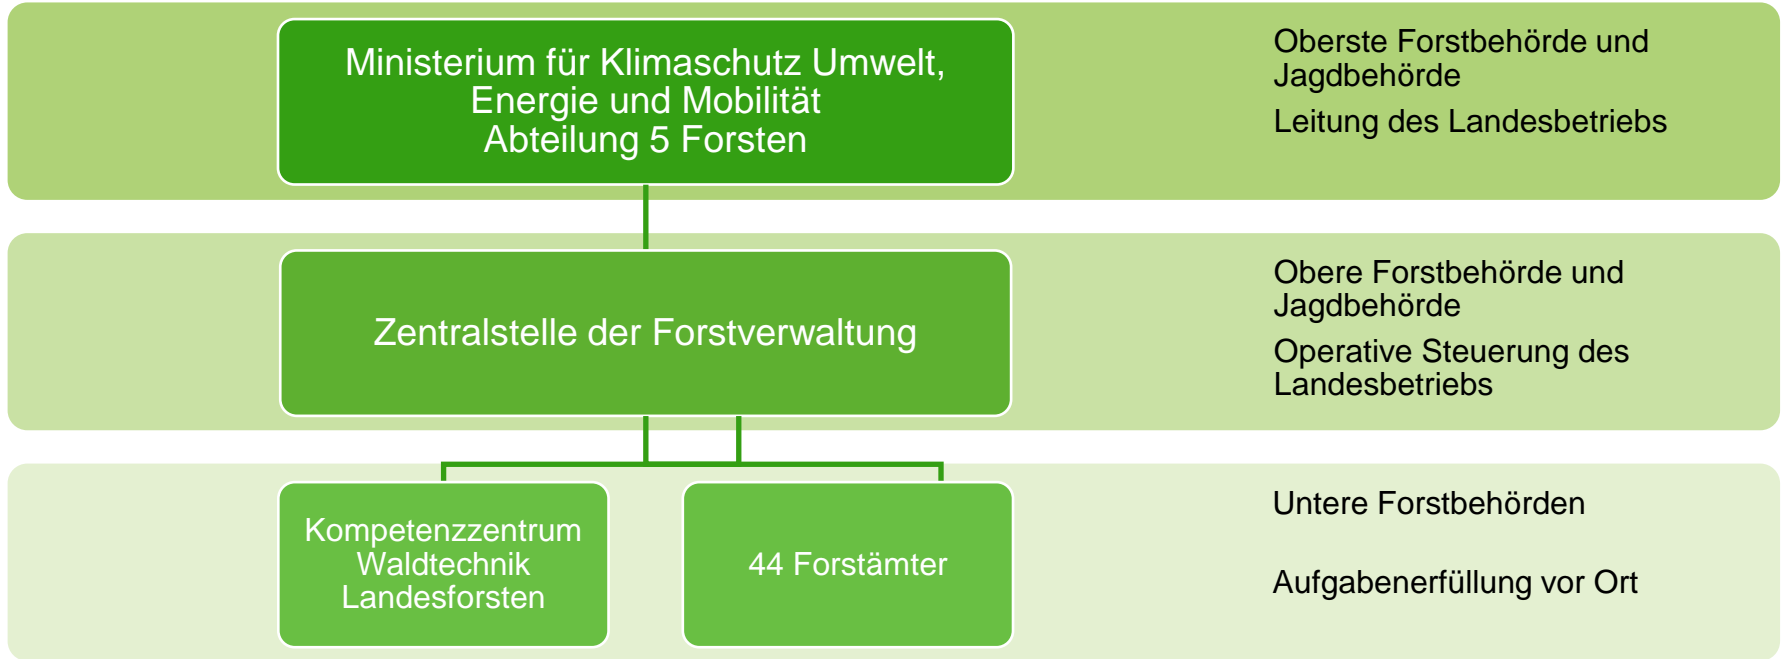 Ministerium für Klimaschutz Umwelt,
Energie und Mobilität
Abteilung 5 Forsten
Oberste Forstbehörde und
Jagdbehörde
Leitung des Landesbetriebs
Zentralstelle der Forstverwaltung
Obere Forstbehörde und
Jagdbehörde
Operative Steuerung des
Landesbetriebs
Kompetenzzentrum
Waldtechnik
Landesforsten
44 Forstämter
Untere Forstbehörden
Aufgabenerfüllung vor Ort